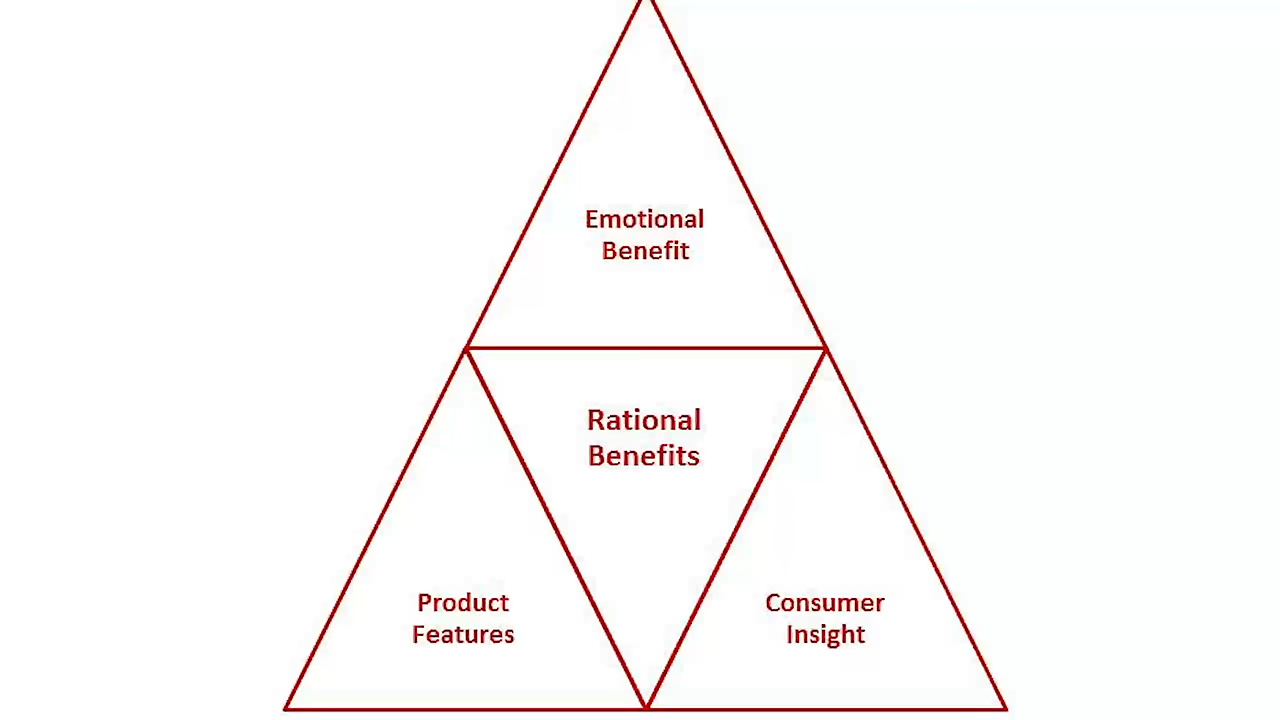 Emotional
Benefit
Rational
Benefits
Product
Features
Consumer
Insight